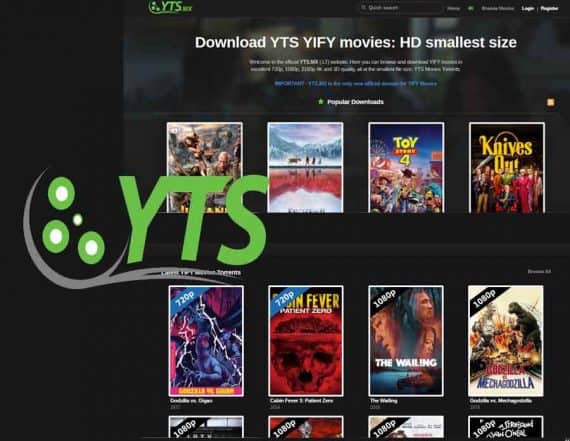 YTS.MX
Quick search
Home
4K
Browse Movies
Login | Register
Download YTS YIFY movies: HD smallest size
Welcome to the official YTS.MX (.LT) website. Here you can browse and download YIFY movies in
excellent 720p, 1080p, 2160p 4K and 3D quality, all at the smallest file size. YTS Movies Torrents.
IMPORTANT - YTS.MX is the only new official domain for YIFY Movies
Popular Downloads
TOY
STORY
4
Knives
Out
YTS
Latest YIFY Movies Torrents
Browse All
720p
GODZILLA VS. GIGAN
720p
CABIN FEVER
PATIENT ZERO
1080p
THE WAILING
1080p
GODZILLA
VS.
MECHAGODZILLA
Godzilla vs. Gigan
Cabin Fever 3: Patient Zero
The Wailing
Godzilla vs. Mechagodzilla
1080p
1080p
1080p
1080p
RYAN O'NEAL